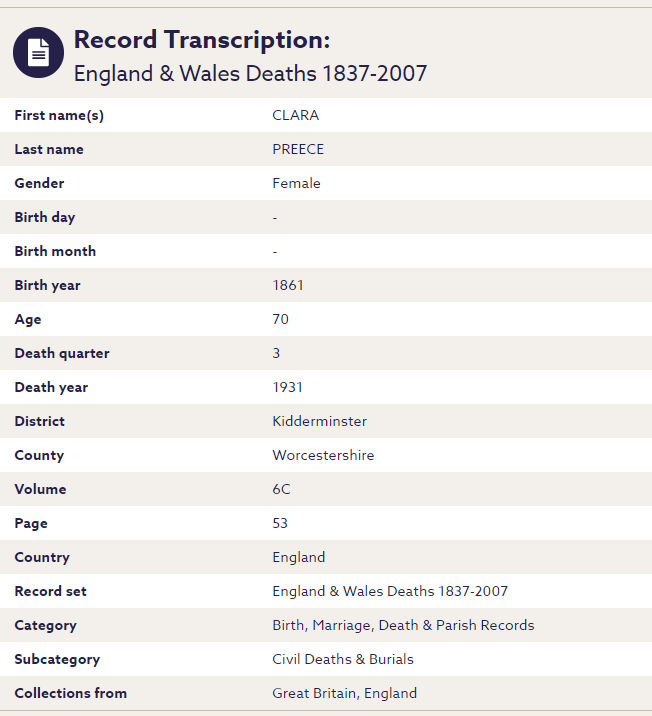 Record Transcription:
England & Wales Deaths 1837-2007
First name(s) CLARA
Last name PREECE
Gender Female
Birth day -
Birth month -
Birth year 1861
Age 70
Death quarter 3
Death year 1931
District Kidderminster
County Worcestershire
Volume 6C
Page 53
Country England
Record set England & Wales Deaths 1837-2007
Category Birth, Marriage, Death & Parish Records
Subcategory Civil Deaths & Burials
Collections from Great Britain, England